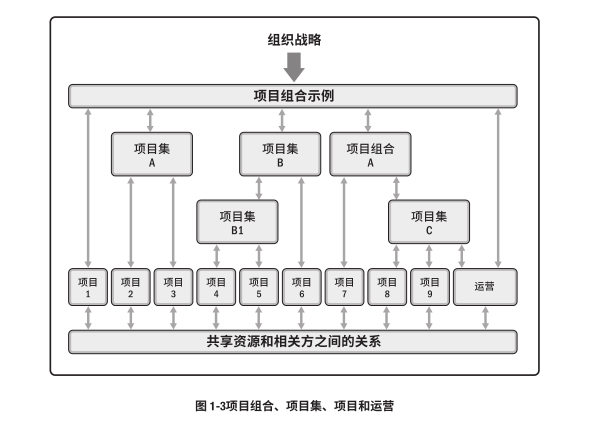 组织战略
项目组合示例
项目集
A
项目集
B
项目组合
A
项目集
B1
项目集
C
项目
1
项目
2
项目
3
项目
4
项目
5
项目
6
项目
7
项目
8
项目
9
运营
共享资源和相关方之间的关系
图 1-3项目组合、项目集、项目和运营